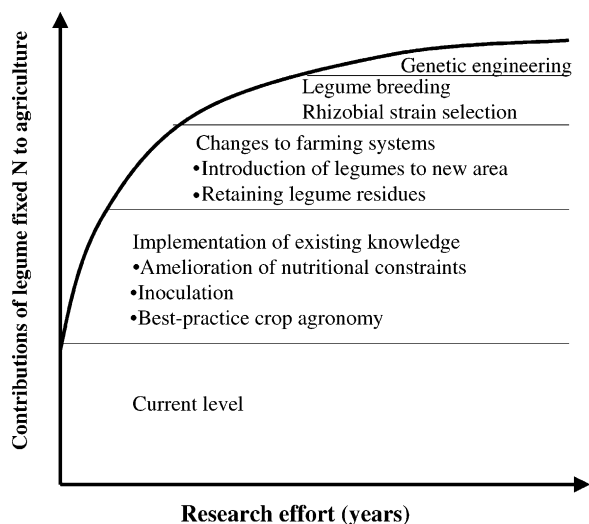 Contributions of legume fixed N to agriculture
Genetic engineering
Legume breeding
Rhizobial strain selection
Changes to farming systems
•Introduction of legumes to new area
•Retaining legume residues
Implementation of existing knowledge
•Amelioration of nutritional constraints
•Inoculation
•Best-practice crop agronomy
Current level
Research effort (years)